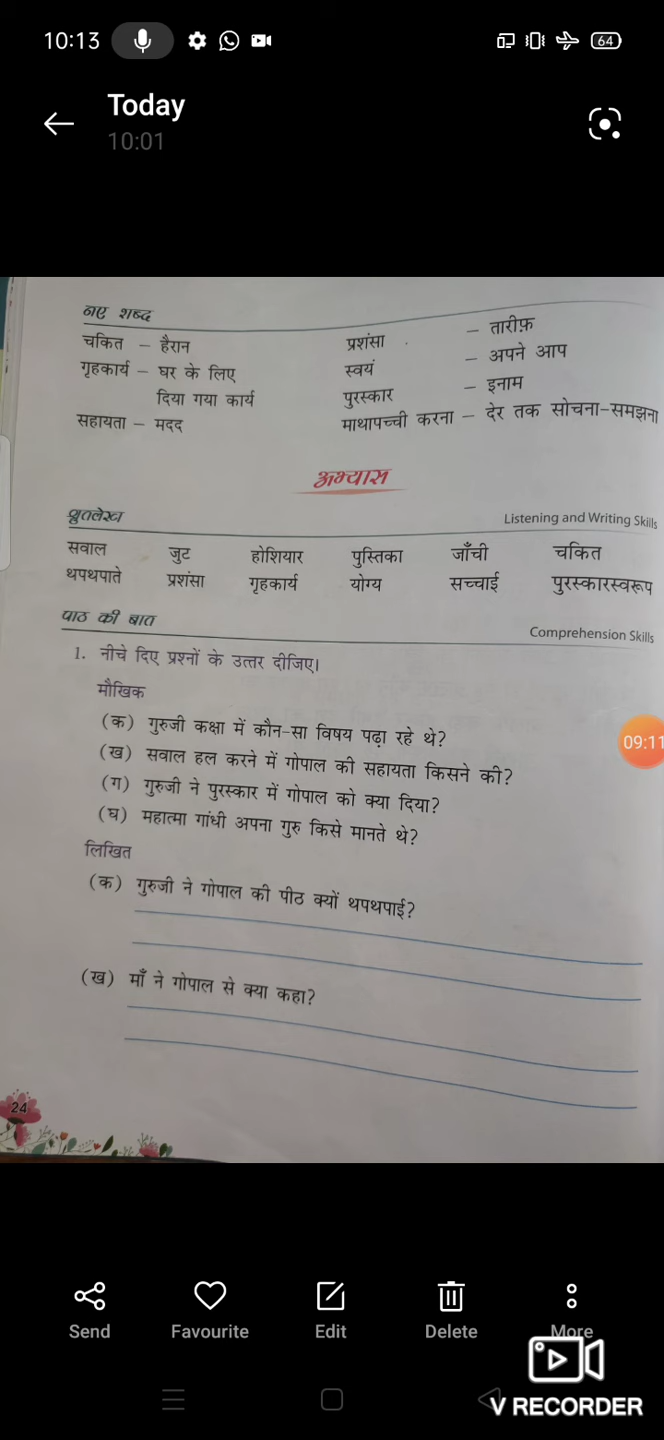 10:13
64
Today
10:01
नए शब्द
चकित – हैरान
प्रशंसा – तारीफ़
गृहकार्य – घर के लिए
स्वयं – अपने आप
दिया गया कार्य
पुरस्कार – इनाम
सहायता – मदद
माथापच्ची करना – देर तक सोचना-समझना
अभ्यास
श्रुतलेख
Listening and Writing Skills
सवाल जुट होशियार पुस्तिका जाँची चकित
थपथपाते प्रशंसा गृहकार्य योग्य सच्चाई पुरस्कारस्वरूप
पाठ की बात
Comprehension Skills
1. नीचे दिए प्रश्नों के उत्तर दीजिए।
मौखिक
(क) गुरुजी कक्षा में कौन-सा विषय पढ़ा रहे थे?
(ख) सवाल हल करने में गोपाल की सहायता किसने की?
(ग) गुरुजी ने पुरस्कार में गोपाल को क्या दिया?
(घ) महात्मा गांधी अपना गुरु किसे मानते थे?
09:11
लिखित
(क) गुरुजी ने गोपाल की पीठ क्यों थपथपाई?
(ख) माँ ने गोपाल से क्या कहा?
24
Send Favourite Edit Delete More
V RECORDER